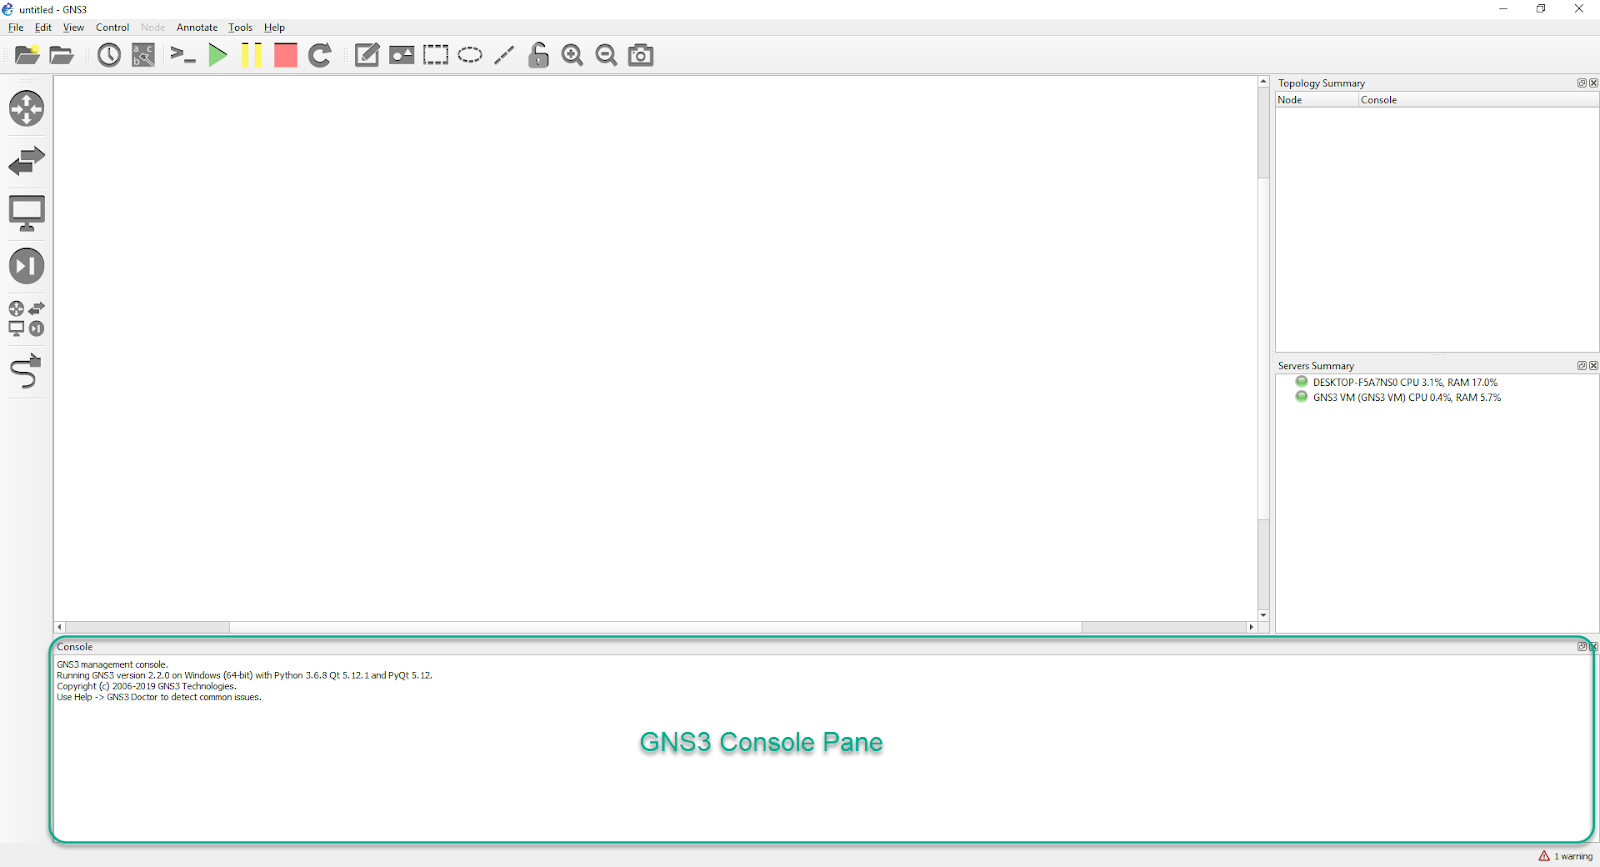 untitled - GNS3
File Edit View Control Node Annotate Tools Help
Topology Summary
Node Console
Servers Summary
DESKTOP-F5A7NS0 CPU 3.1%, RAM 17.0%
GNS3 VM (GNS3 VM) CPU 0.4%, RAM 5.7%
Console
GNS3 management console.
Running GNS3 version 2.2.0 on Windows (64-bit) with Python 3.6.8 Qt 5.12.1 and PyQt 5.12.
Copyright (c) 2006-2019 GNS3 Technologies.
Use Help -> GNS3 Doctor to detect common issues.
GNS3 Console Pane
1 warning